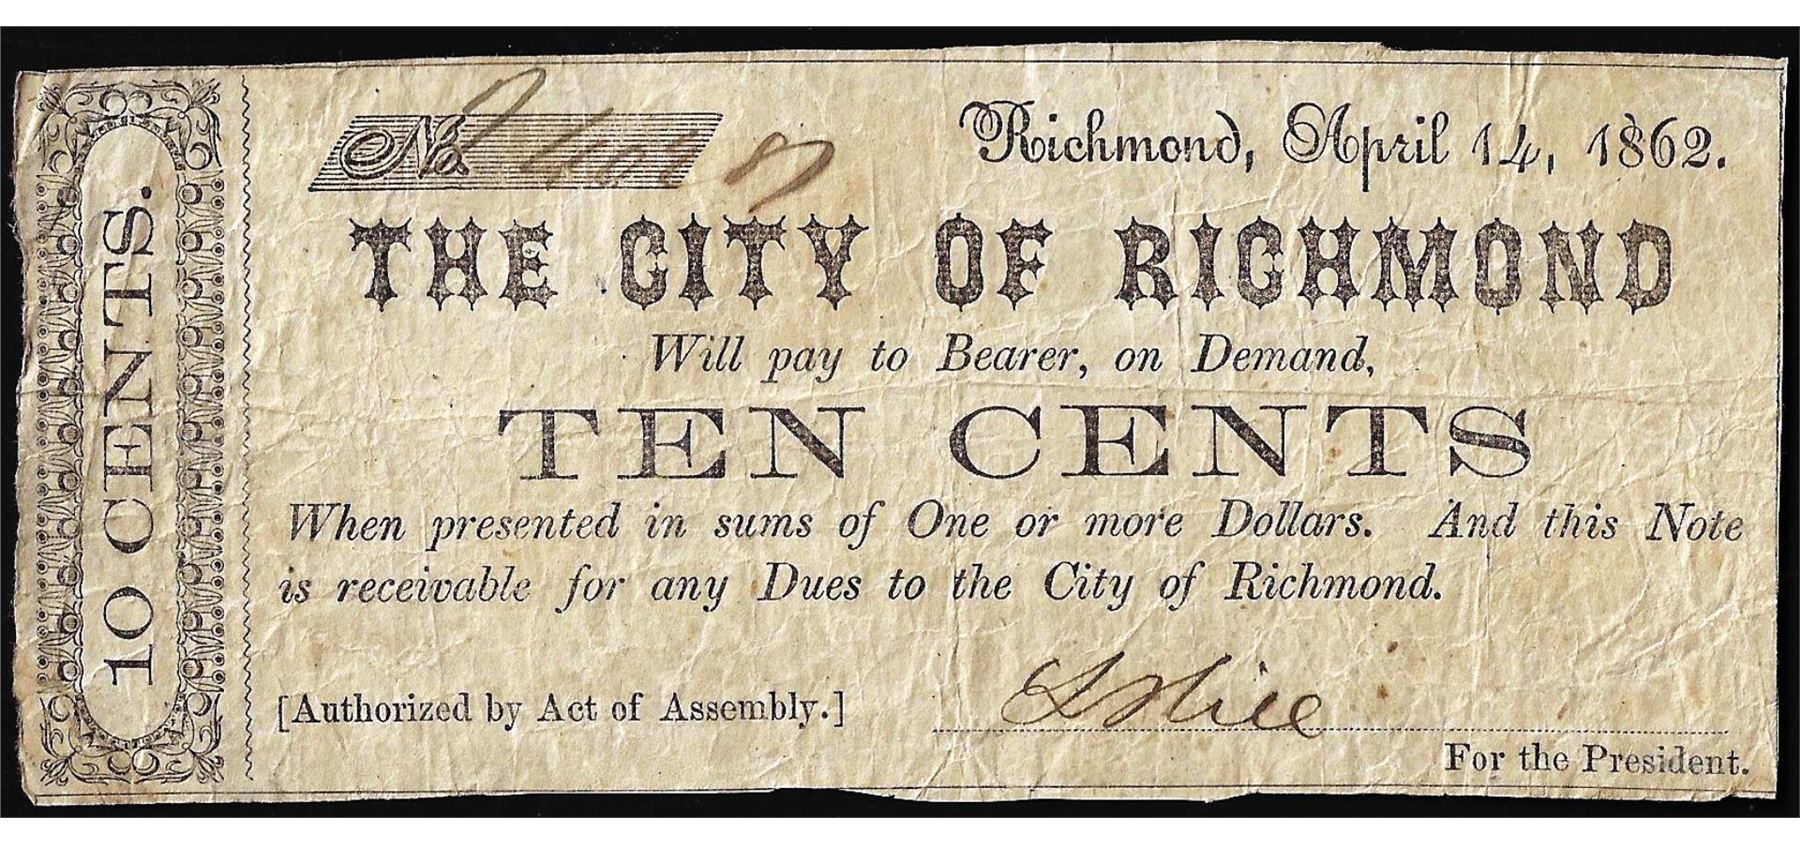 10 CENTS.
No.
Richmond, April 14, 1862.
THE CITY OF RICHMOND
Will pay to Bearer, on Demand,
TEN CENTS
When presented in sums of One or more Dollars. And this Note
is receivable for any Dues to the City of Richmond.
[Authorized by Act of Assembly.]
For the President.